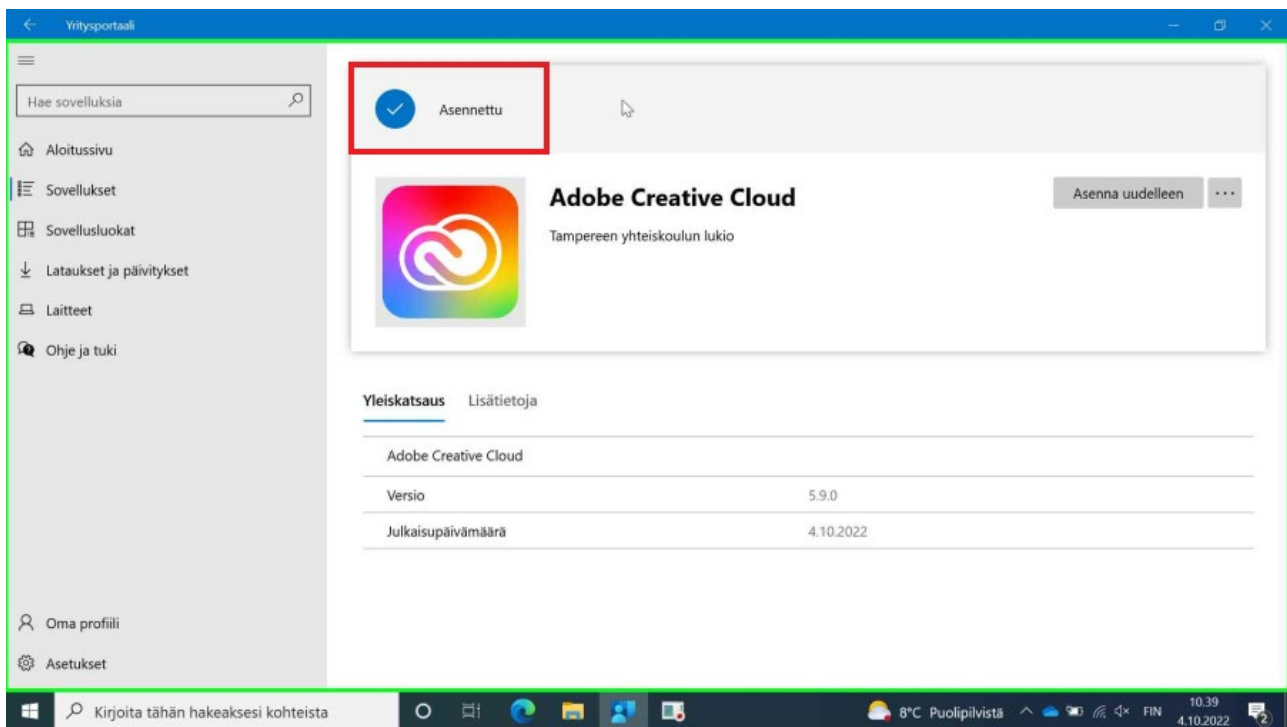 Yritysportaali
Hae sovelluksia
Aloitussivu
Sovellukset
Sovellusluokat
Lataukset ja päivitykset
Laitteet
Ohje ja tuki
Oma profiili
Asetukset
Asennettu
Adobe Creative Cloud
Tampereen yhteiskoulun lukio
Asenna uudelleen
Yleiskatsaus Lisätietoja
Adobe Creative Cloud
Versio 5.9.0
Julkaisupäivämäärä 4.10.2022
Kirjoita tähän hakeaksesi kohteista
8°C Puolipilvistä FIN
10.39
4.10.2022